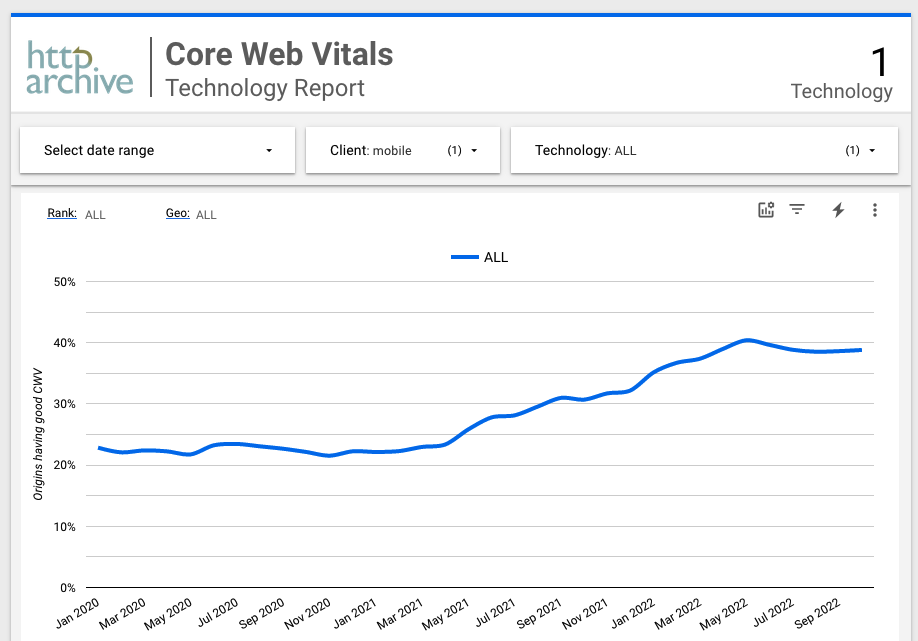 http
archive
Core Web Vitals
Technology Report
1
Technology
Select date range
Client: mobile (1)
Technology: ALL (1)
Rank: ALL Geo: ALL
ALL
50%
40%
30%
20%
10%
0%
Origins having good CWV
Jan 2020 Mar 2020 May 2020 Jul 2020 Sep 2020 Nov 2020 Jan 2021 Mar 2021 May 2021 Jul 2021 Sep 2021 Nov 2021 Jan 2022 Mar 2022 May 2022 Jul 2022 Sep 2022